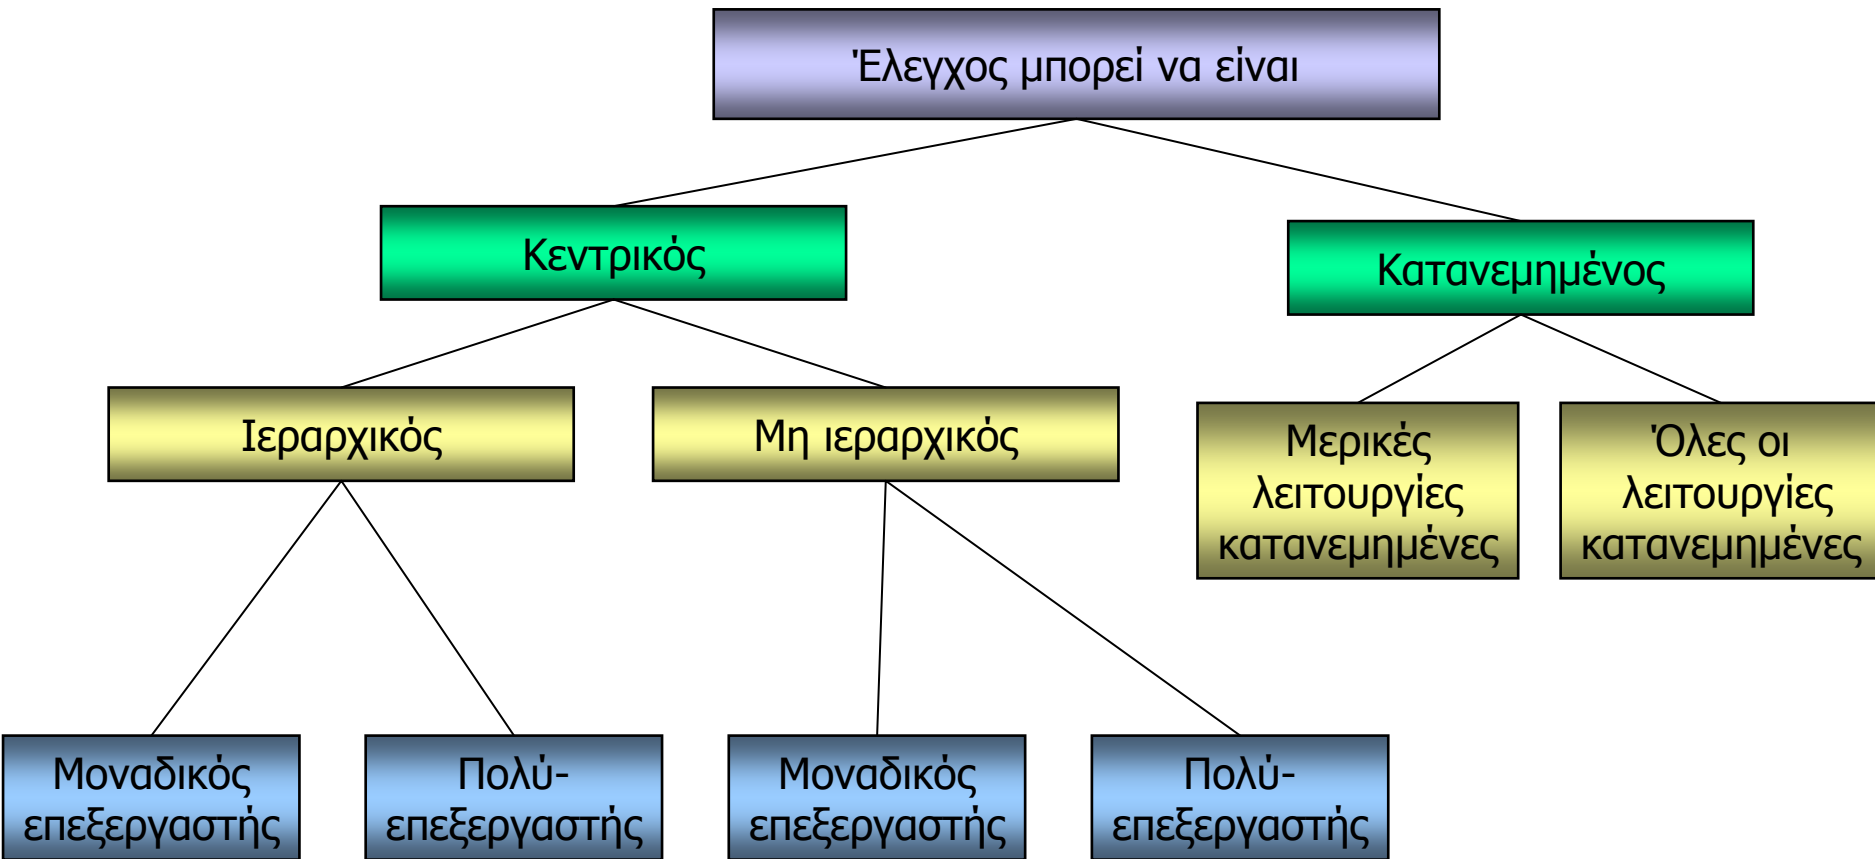 Έλεγχος μπορεί να είναι
Κεντρικός
Κατανεμημένος
Ιεραρχικός
Μη ιεραρχικός
Μερικές
λειτουργίες
κατανεμημένες
Όλες οι
λειτουργίες
κατανεμημένες
Μοναδικός
επεξεργαστής
Πολύ-
επεξεργαστής
Μοναδικός
επεξεργαστής
Πολύ-
επεξεργαστής